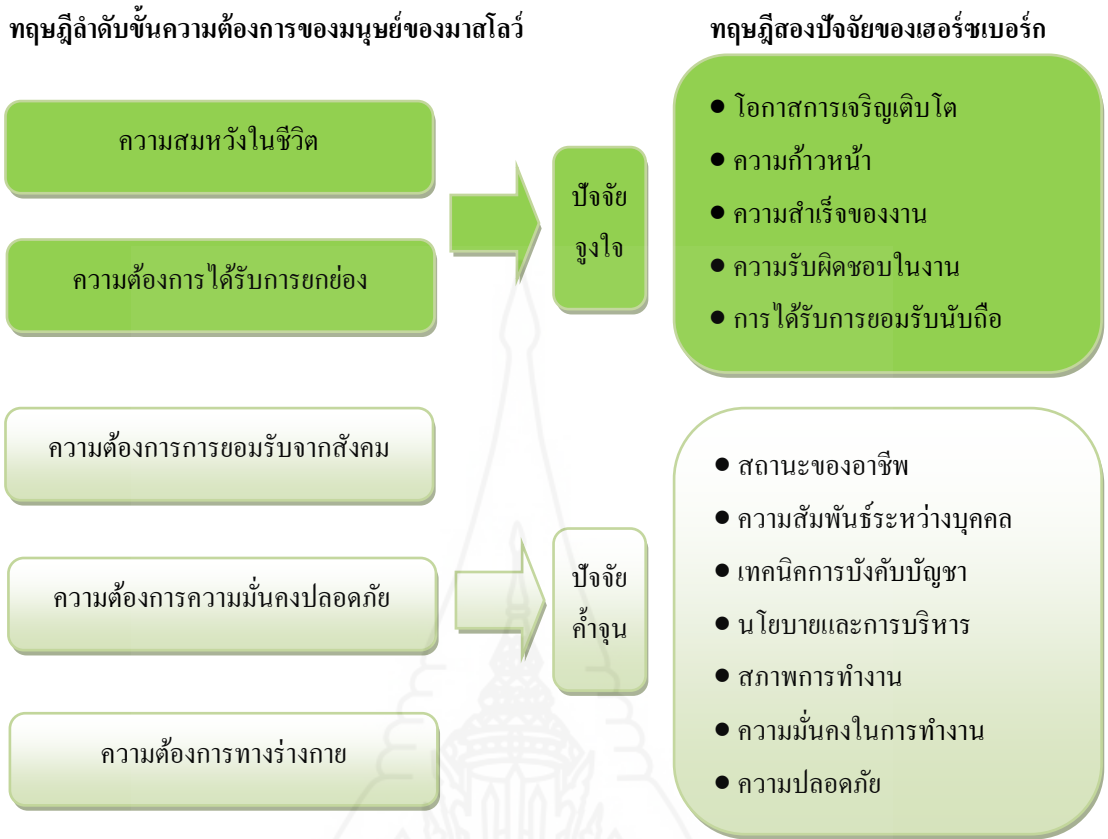 ทฤษฎีลำดับขั้นความต้องการของมนุษย์ของมาสโลว์
ทฤษฎีสองปัจจัยของเฮอร์ซเบอร์ก
ความสมหวังในชีวิต
ความต้องการได้รับการยกย่อง
ปัจจัย
จูงใจ
● โอกาสการเจริญเติบโต
● ความก้าวหน้า
● ความสำเร็จของงาน
● ความรับผิดชอบในงาน
● การได้รับการยอมรับนับถือ
ความต้องการการยอมรับจากสังคม
ความต้องการความมั่นคงปลอดภัย
ความต้องการทางร่างกาย
ปัจจัย
ค้ำจุน
● สถานะของอาชีพ
● ความสัมพันธ์ระหว่างบุคคล
● เทคนิคการบังคับบัญชา
● นโยบายและการบริหาร
● สภาพการทำงาน
● ความมั่นคงในการทำงาน
● ความปลอดภัย